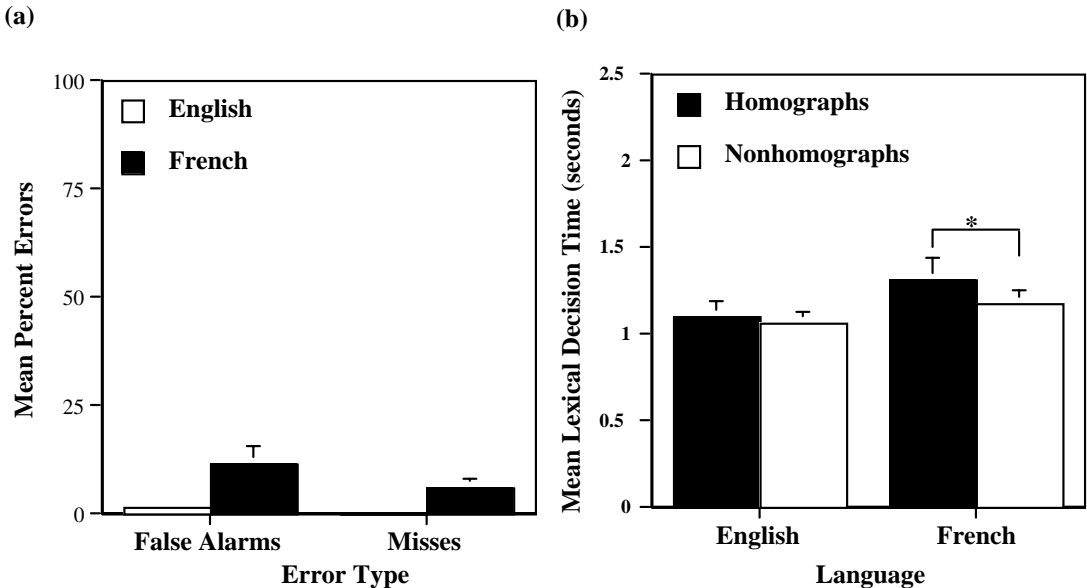 (a)
Mean Percent Errors
100
75
50
25
0
English
French
False Alarms
Misses
Error Type
(b)
Mean Lexical Decision Time (seconds)
2.5
2
1.5
1
0.5
0
Homographs
Nonhomographs
*
English
French
Language